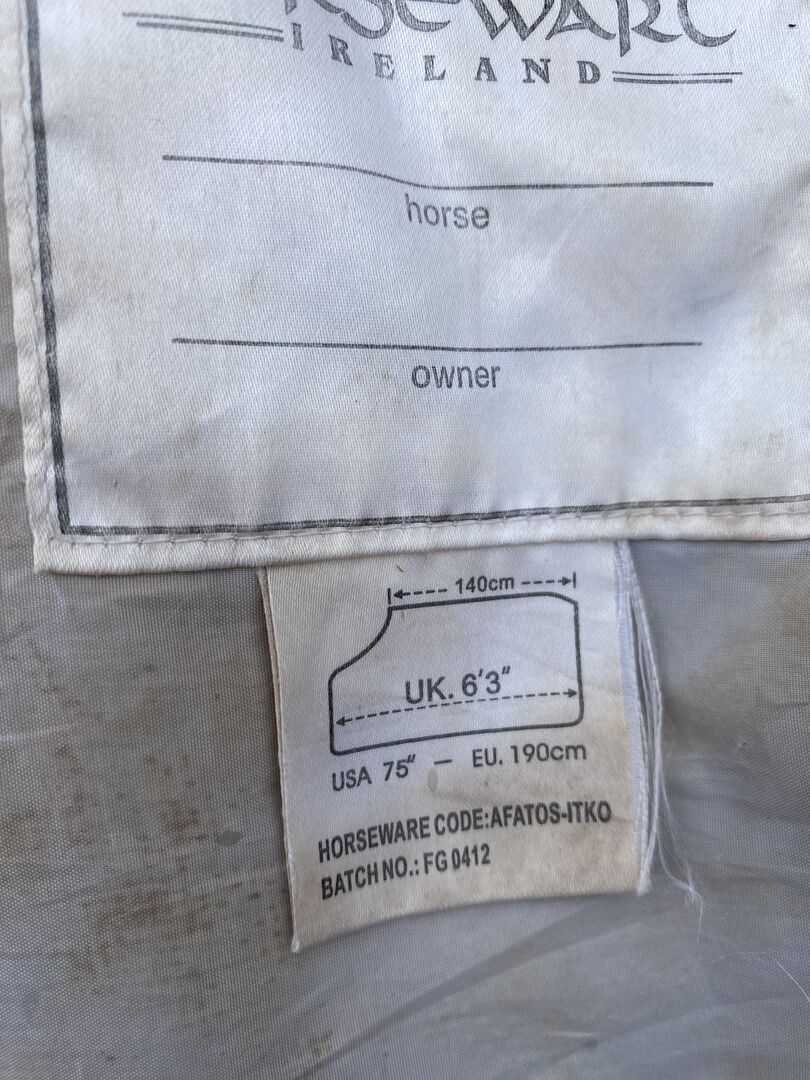 IRELAND
horse
owner
140cm
UK. 6'3"
USA 75" — EU. 190cm
HORSEWARE CODE:AFATOS-ITKO
BATCH NO.: FG 0412